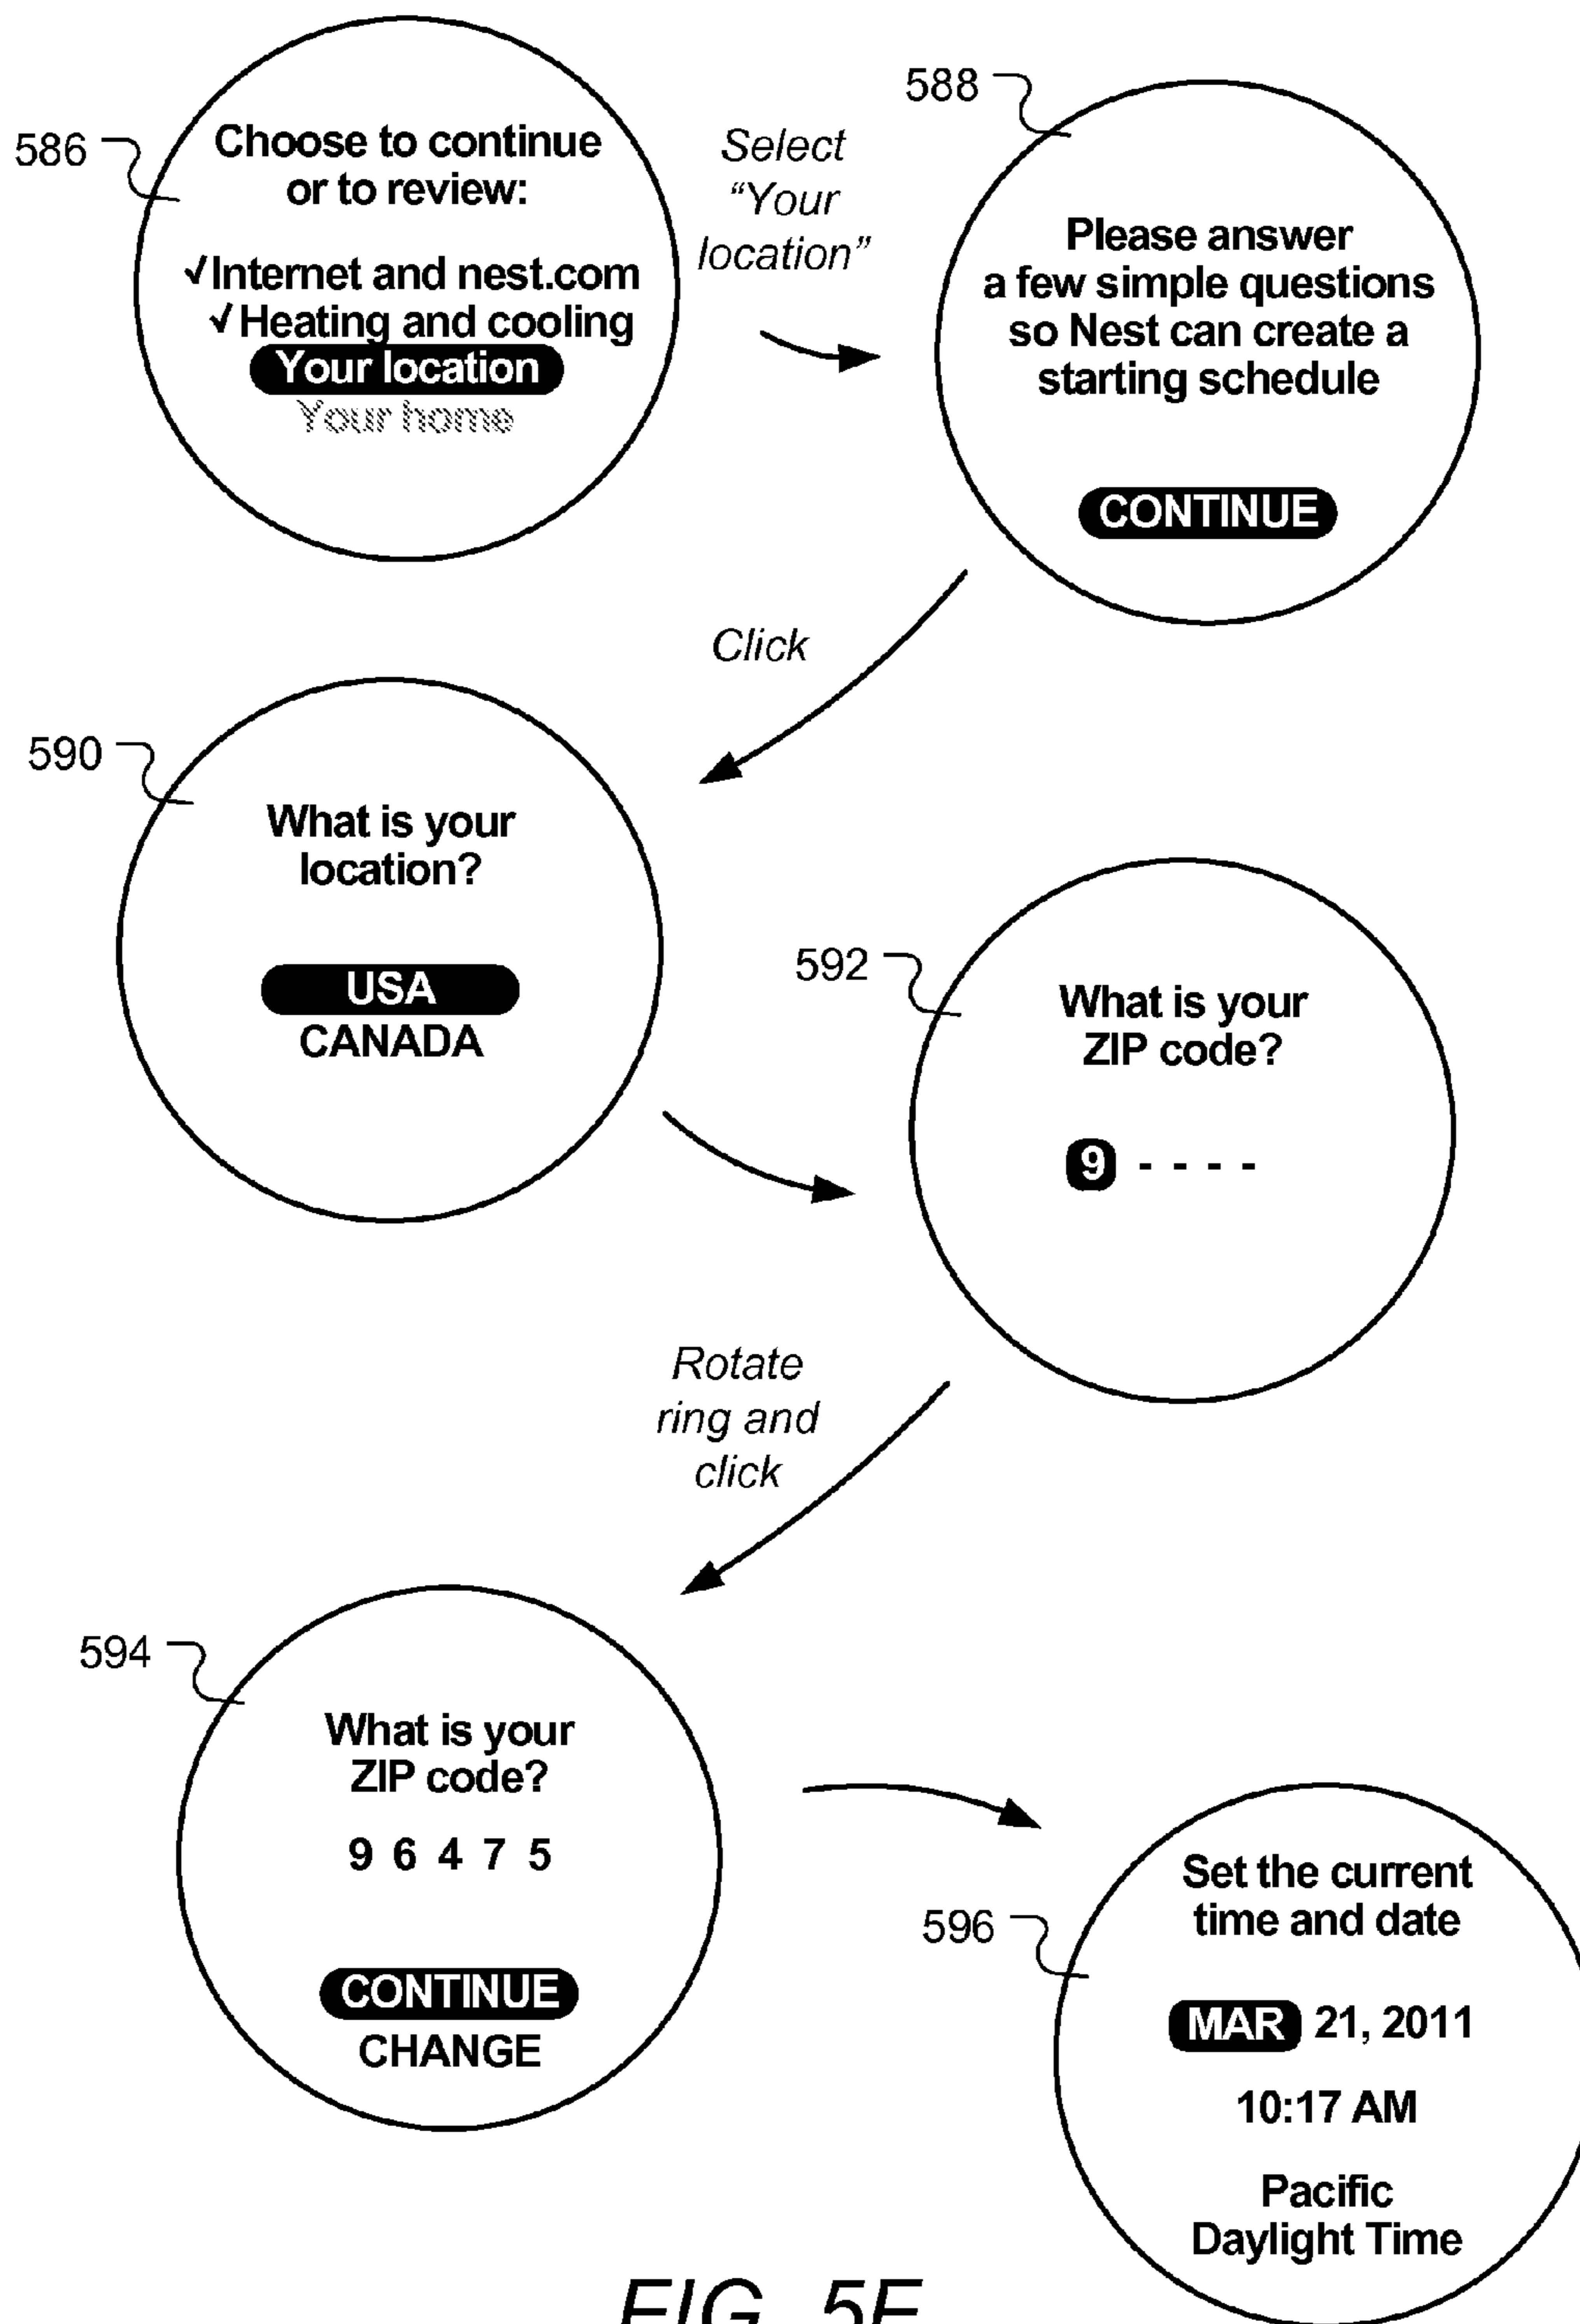 586
Choose to continue
or to review:
√Internet and nest.com
√Heating and cooling
Your location
Your home
Select
“Your
location”
588
Please answer
a few simple questions
so Nest can create a
starting schedule
CONTINUE
Click
590
What is your
location?
USA
CANADA
592
What is your
ZIP code?
9 - - - -
Rotate
ring and
click
594
What is your
ZIP code?
9 6 4 7 5
CONTINUE
CHANGE
596
Set the current
time and date
MAR 21, 2011
10:17 AM
Pacific
Daylight Time